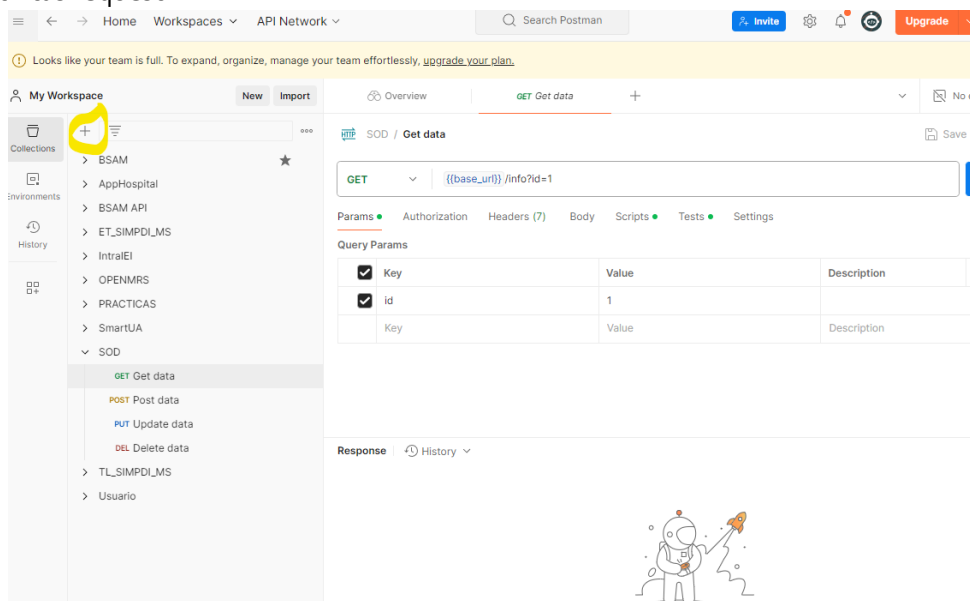 Home Workspaces API Network Search Postman Invite Upgrade
Looks like your team is full. To expand, organize, manage your team effortlessly, upgrade your plan.
My Workspace New Import Overview GET Get data No
Collections
Environments
History
BSAM
AppHospital
BSAM API
ET_SIMPDI_MS
IntralEI
OPENMRS
PRACTICAS
SmartUA
SOD
GET Get data
POST Post data
PUT Update data
DEL Delete data
TL_SIMPDI_MS
Usuario
HTTP SOD / Get data Save
GET {{base_url}} /info?id=1
Params Authorization Headers (7) Body Scripts Tests Settings
Query Params
Key Value Description
id 1
Key Value Description
Response History